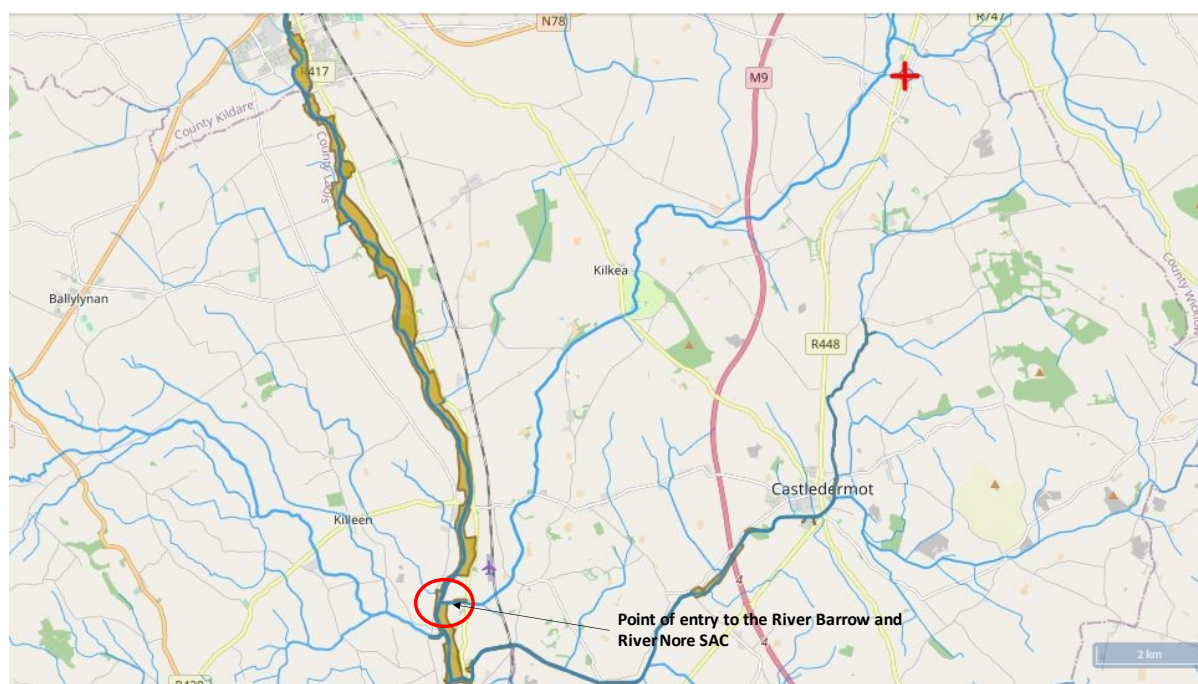 N78
R747
R417
M9
County Kildare
County Laois
Kilkea
Ballylynan
County Wicklow
R448
Castledermot
Killeen
Point of entry to the River Barrow and
River Nore SAC
2 km